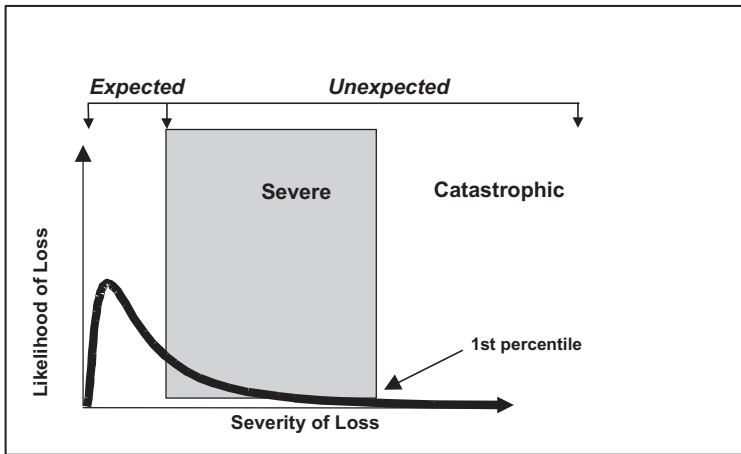 Expected
Unexpected
Severe
Catastrophic
Likelihood of Loss
1st percentile
Severity of Loss